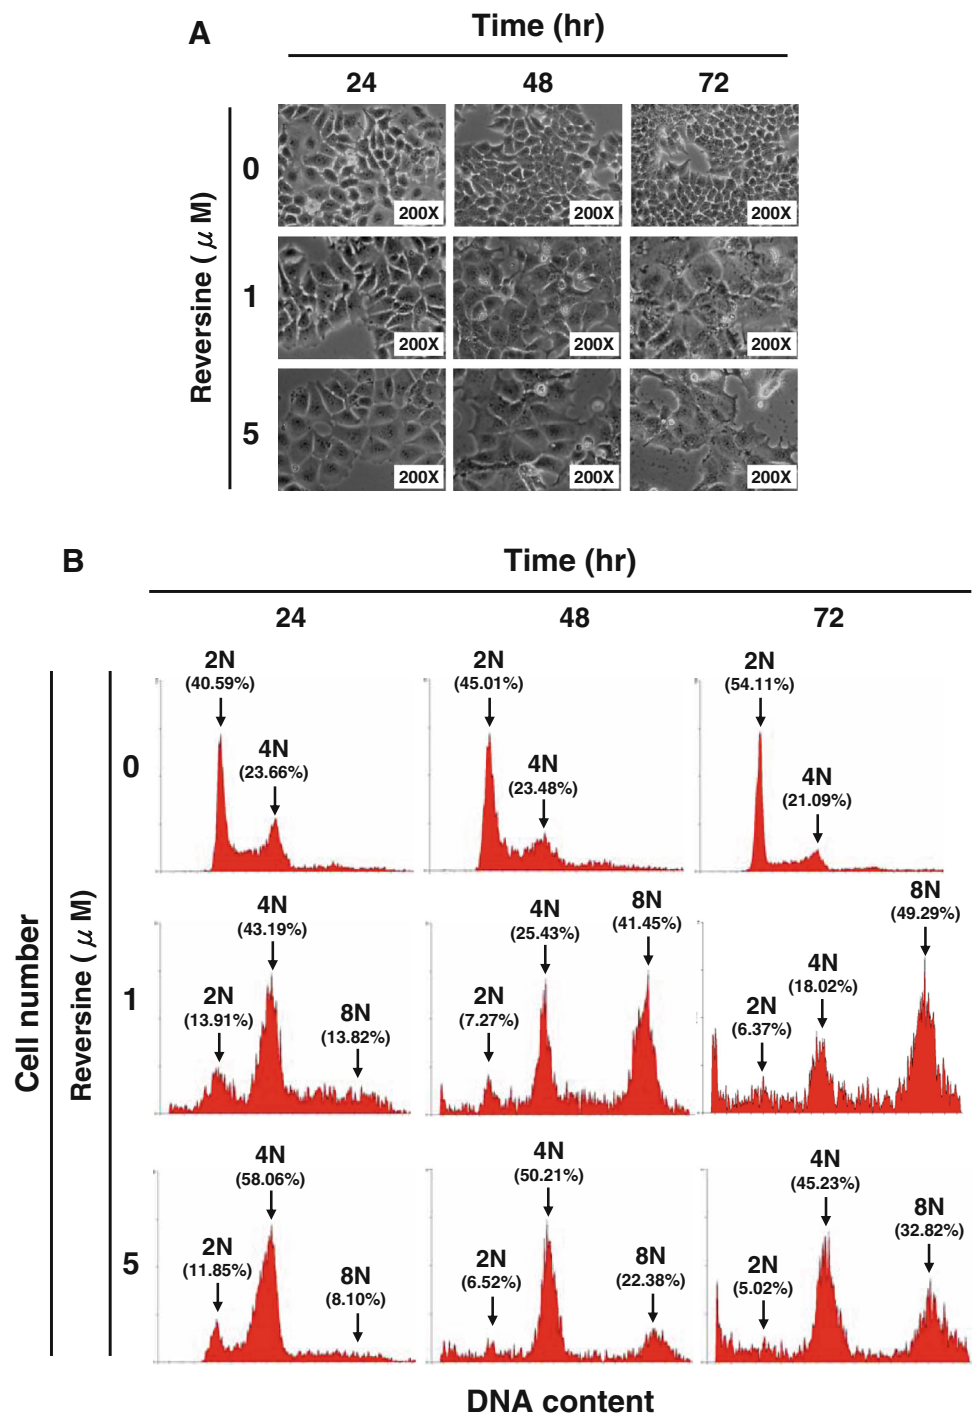 A
Time (hr)
24 48 72
Reversine ( μ M)
0
200X 200X 200X
1
200X 200X 200X
5
200X 200X 200X
B
Time (hr)
24 48 72
Cell number
Reversine ( μ M)
0
2N
(40.59%)
4N
(23.66%)
2N
(45.01%)
4N
(23.48%)
2N
(54.11%)
4N
(21.09%)
1
2N
(13.91%)
4N
(43.19%)
8N
(13.82%)
2N
(7.27%)
4N
(25.43%)
8N
(41.45%)
2N
(6.37%)
4N
(18.02%)
8N
(49.29%)
5
2N
(11.85%)
4N
(58.06%)
8N
(8.10%)
2N
(6.52%)
4N
(50.21%)
8N
(22.38%)
2N
(5.02%)
4N
(45.23%)
8N
(32.82%)
DNA content